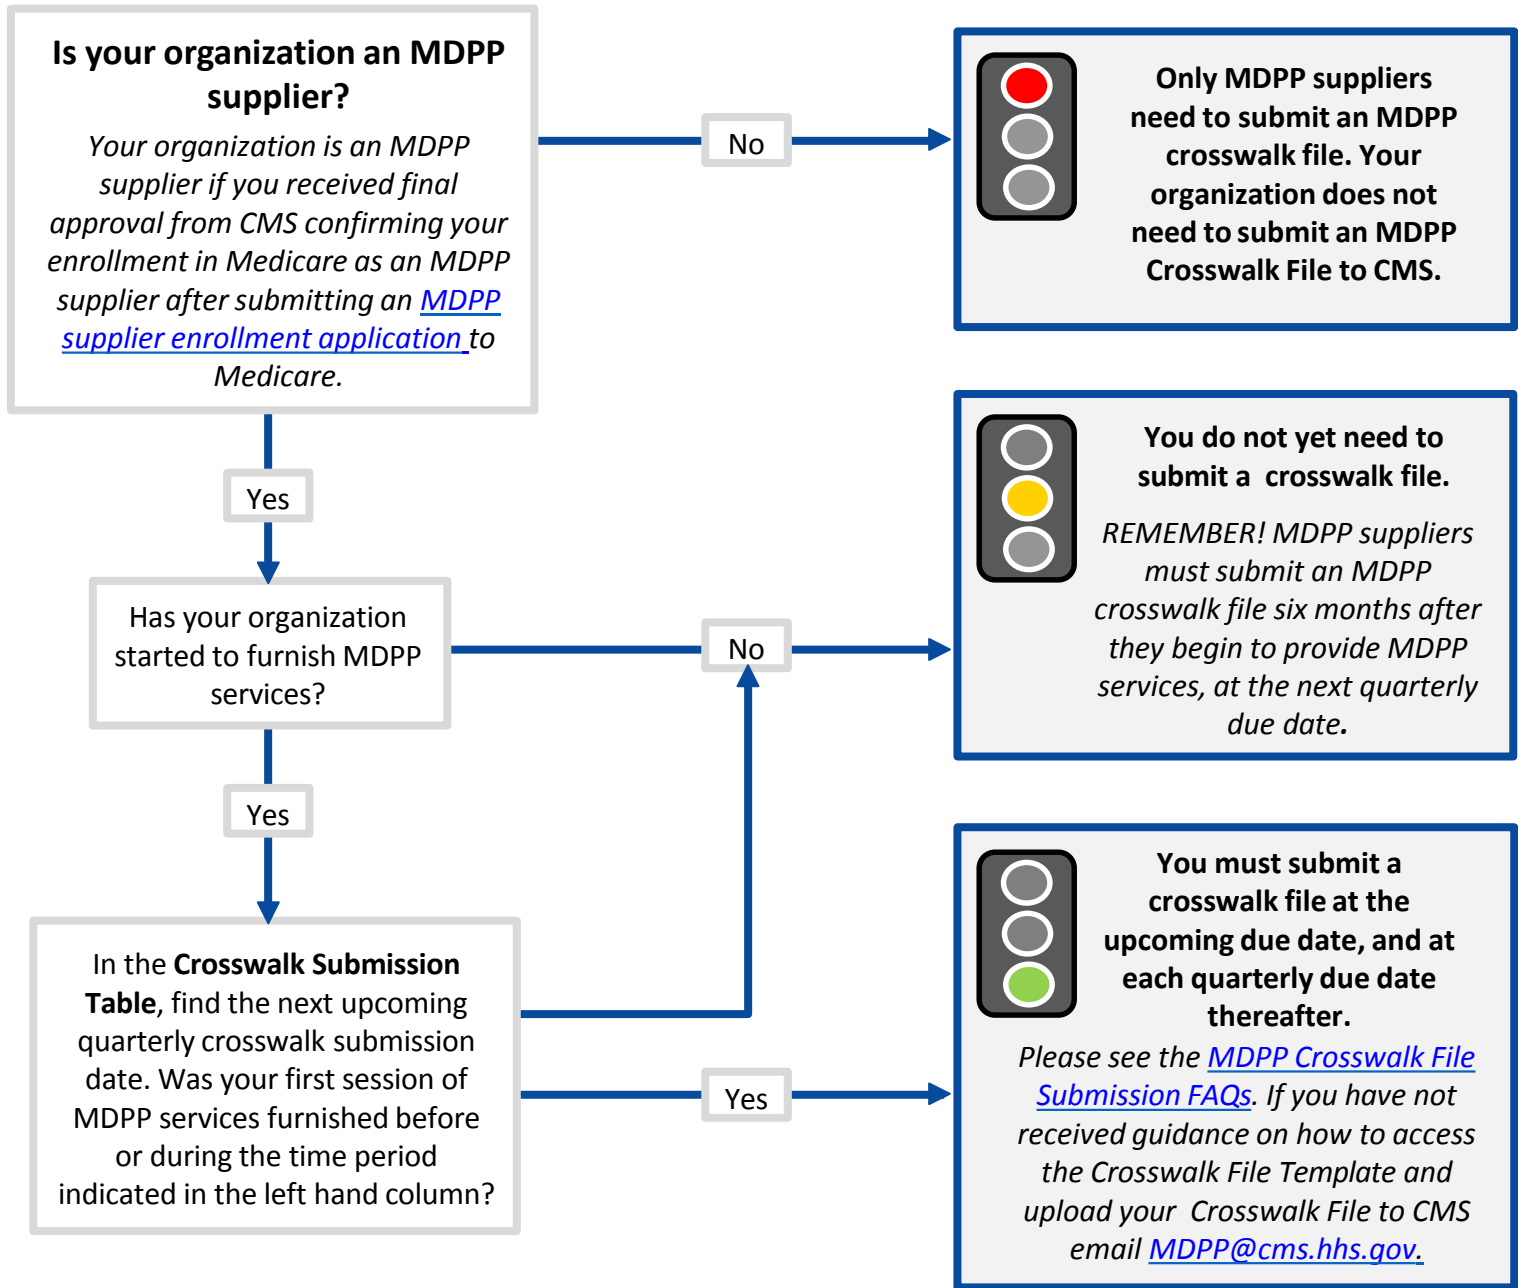 Is your organization an MDPP
supplier?
Your organization is an MDPP
supplier if you received final
approval from CMS confirming your
enrollment in Medicare as an MDPP
supplier after submitting an MDPP
supplier enrollment application to
Medicare.
No
Only MDPP suppliers
need to submit an MDPP
crosswalk file. Your
organization does not
need to submit an MDPP
Crosswalk File to CMS.
Yes
Has your organization
started to furnish MDPP
services?
No
You do not yet need to
submit a crosswalk file.
REMEMBER! MDPP suppliers
must submit an MDPP
crosswalk file six months after
they begin to provide MDPP
services, at the next quarterly
due date.
Yes
In the Crosswalk Submission
Table, find the next upcoming
quarterly crosswalk submission
date. Was your first session of
MDPP services furnished before
or during the time period
indicated in the left hand column?
Yes
You must submit a
crosswalk file at the
upcoming due date, and at
each quarterly due date
thereafter.
Please see the MDPP Crosswalk File
Submission FAQs. If you have not
received guidance on how to access
the Crosswalk File Template and
upload your Crosswalk File to CMS
email MDPP@cms.hhs.gov.